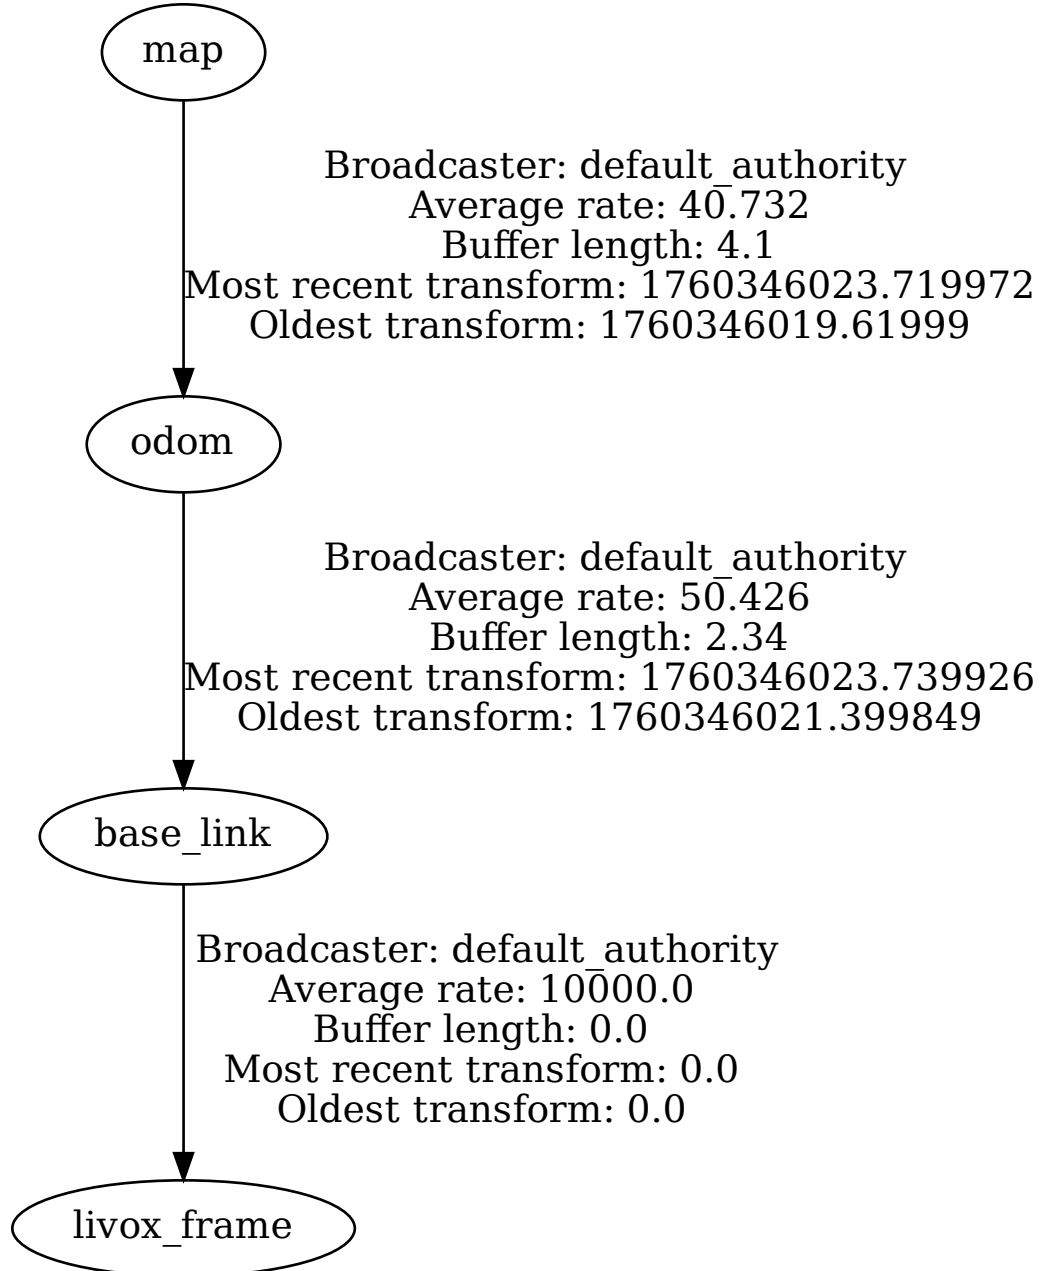 map
Broadcaster: default_authority
Average rate: 40.732
Buffer length: 4.1
Most recent transform: 1760346023.719972
Oldest transform: 1760346019.61999
odom
Broadcaster: default_authority
Average rate: 50.426
Buffer length: 2.34
Most recent transform: 1760346023.739926
Oldest transform: 1760346021.399849
base_link
Broadcaster: default_authority
Average rate: 10000.0
Buffer length: 0.0
Most recent transform: 0.0
Oldest transform: 0.0
livox_frame